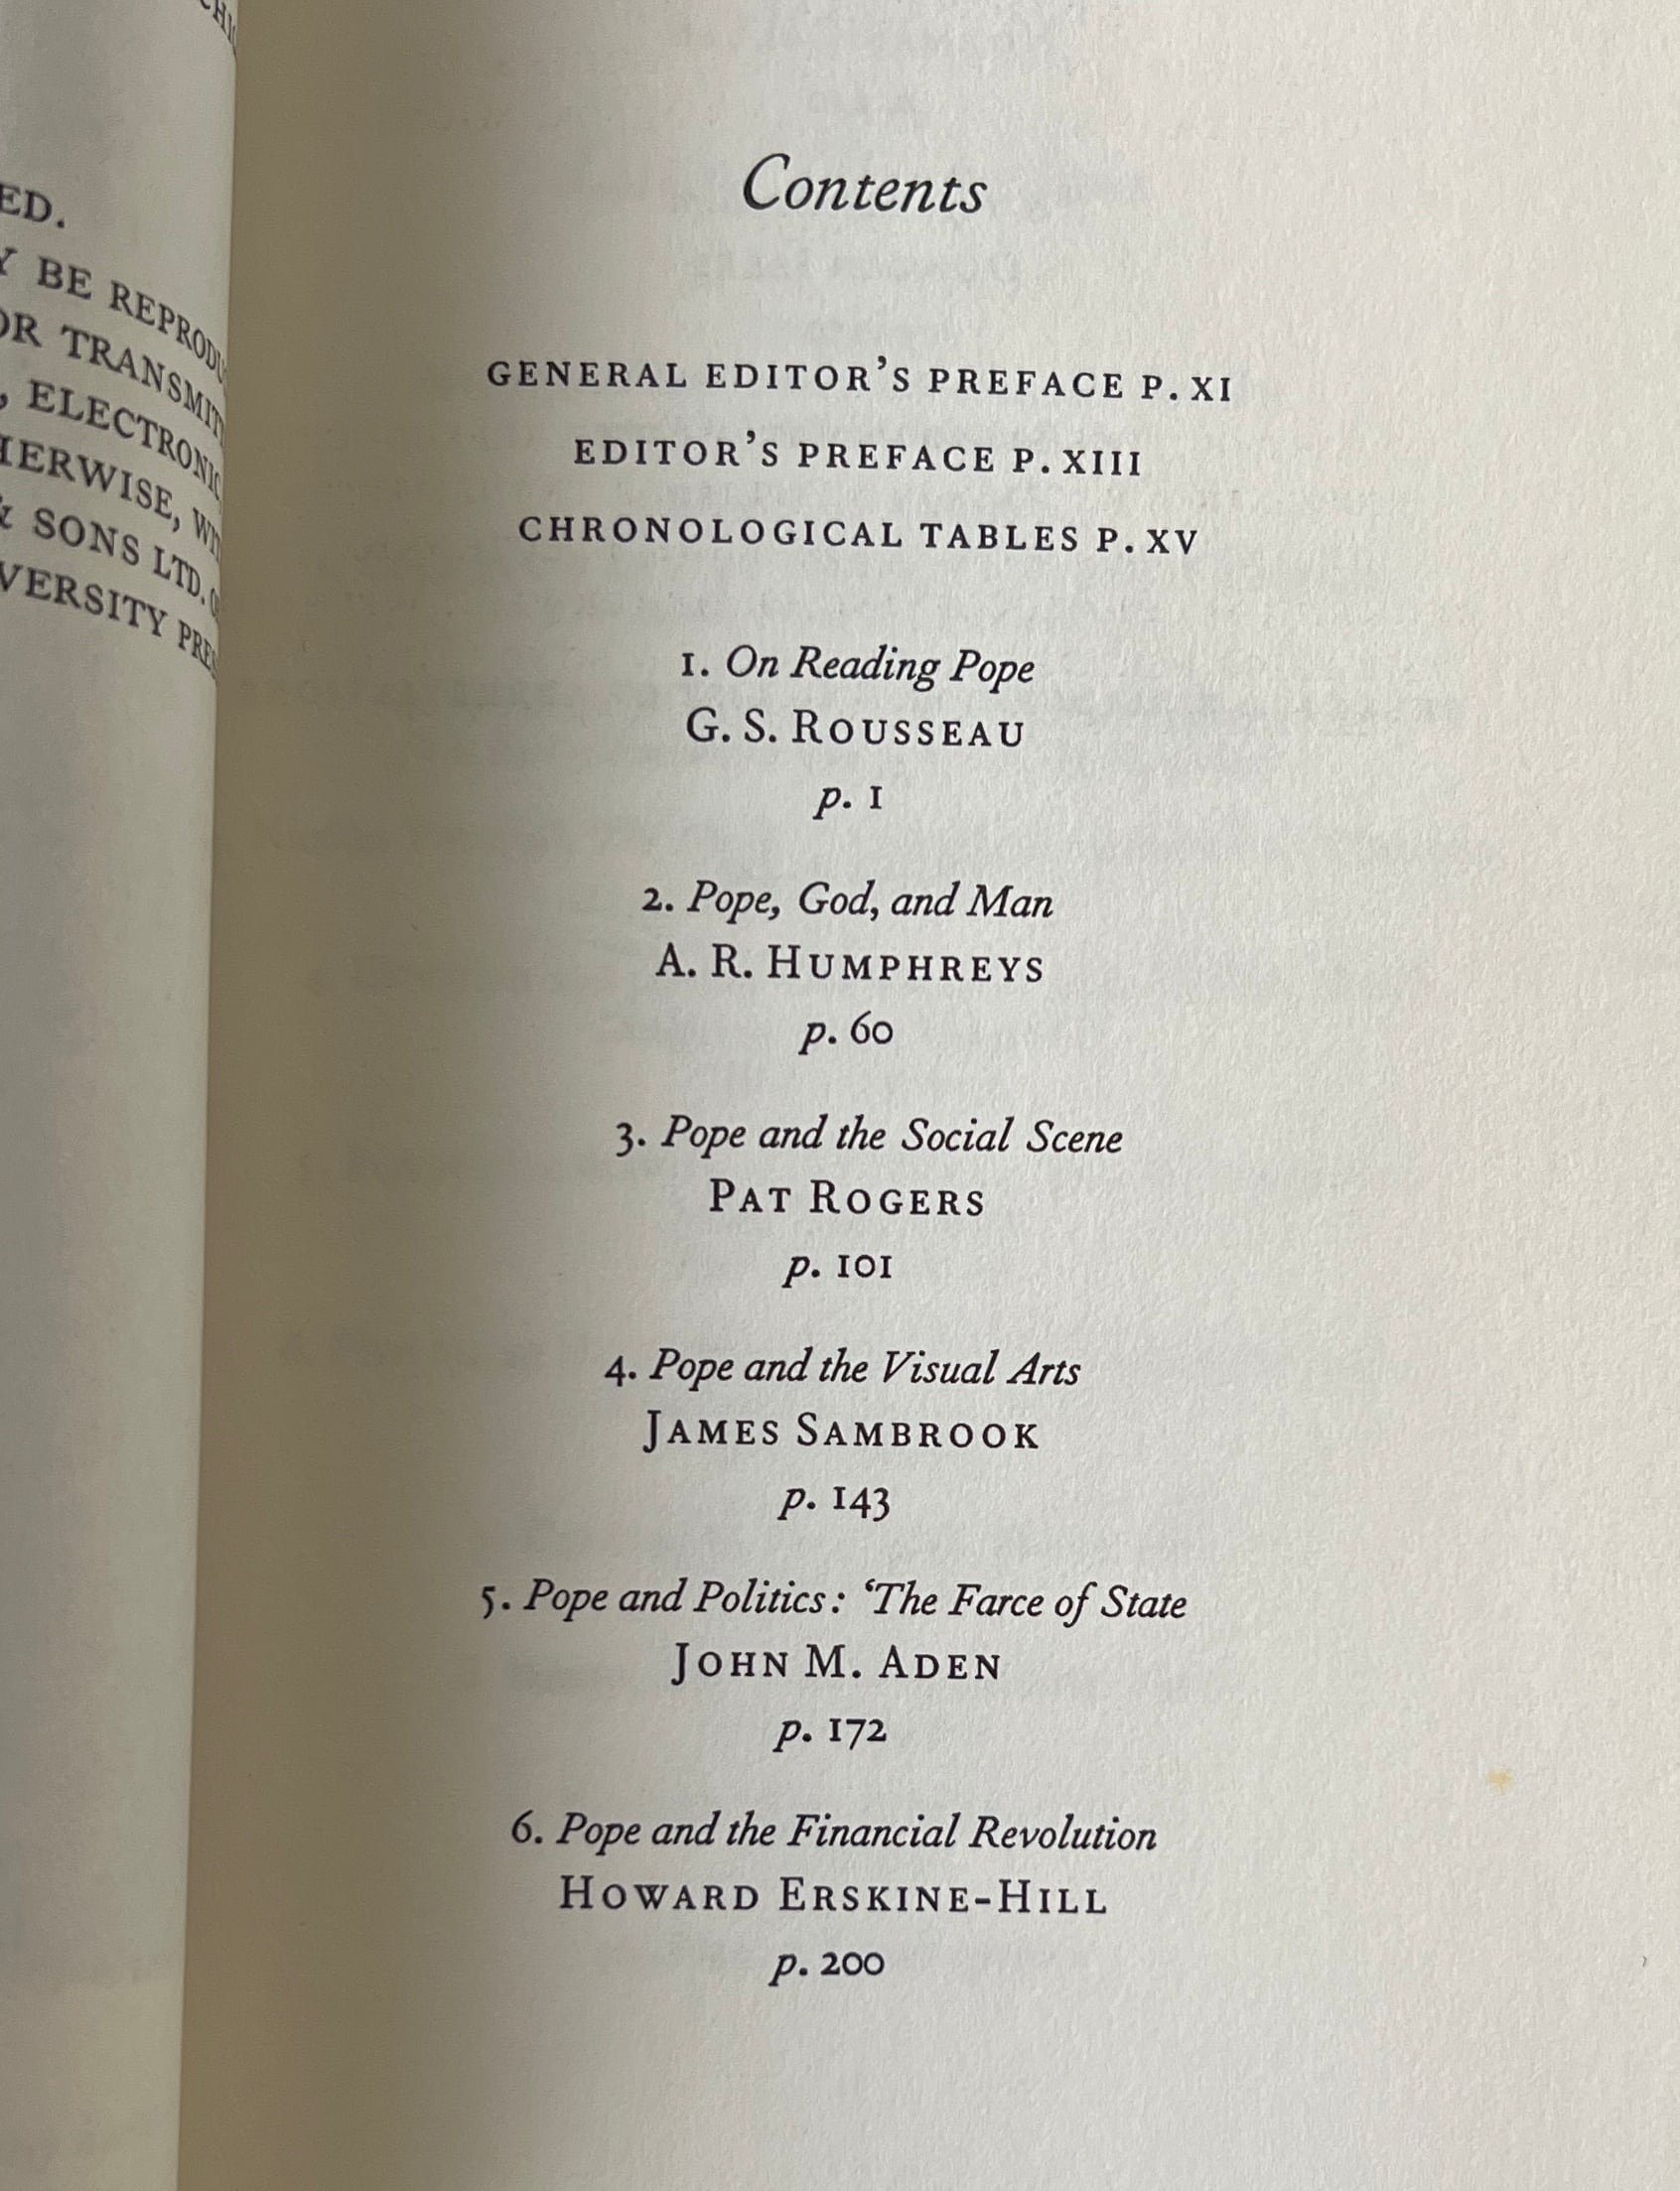 ED.
BE REPRODU
OR TRANSMIT
, ELECTRONIC
HERWISE,
& SONS LTD.
VERSITY PRES
Contents
GENERAL EDITOR’S PREFACE P. XI
EDITOR’S PREFACE P. XIII
CHRONOLOGICAL TABLES P. XV
1. On Reading Pope
G. S. ROUSSEAU
p. 1
2. Pope, God, and Man
A. R. HUMPHREYS
p. 60
3. Pope and the Social Scene
PAT ROGERS
p. 101
4. Pope and the Visual Arts
JAMES SAMBROOK
p. 143
5. Pope and Politics: ‘The Farce of State
JOHN M. ADEN
p. 172
6. Pope and the Financial Revolution
HOWARD ERSKINE-HILL
p. 200